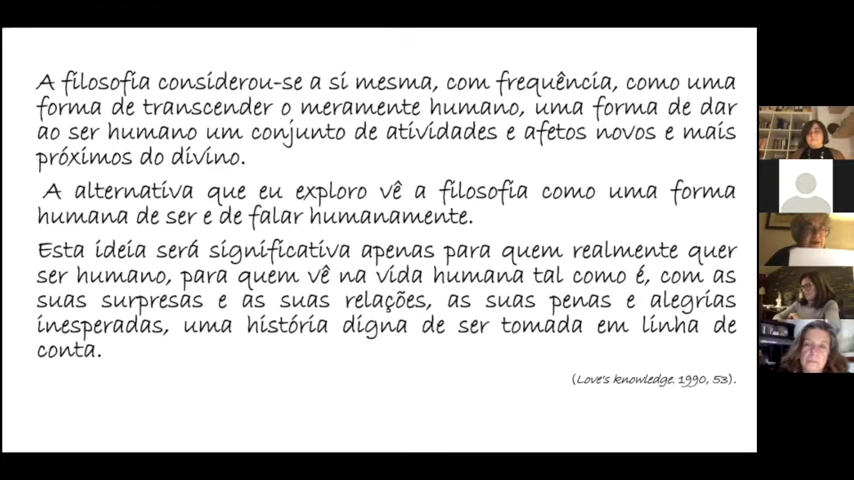 A filosofia considerou-se a si mesma, com frequência, como uma
forma de transcender o meramente humano, uma forma de dar
ao ser humano um conjunto de atividades e afetos novos e mais
próximos do divino.
A alternativa que eu exploro vê a filosofia como uma forma
humana de ser e de falar humanamente.
Esta ideia será significativa apenas para quem realmente quer
ser humano, para quem vê na vida humana tal como é, com as
suas surpresas e as suas relações, as suas penas e alegrias
inesperadas, uma história digna de ser tomada em linha de
conta.
(Love's knowledge. 1990, 53).